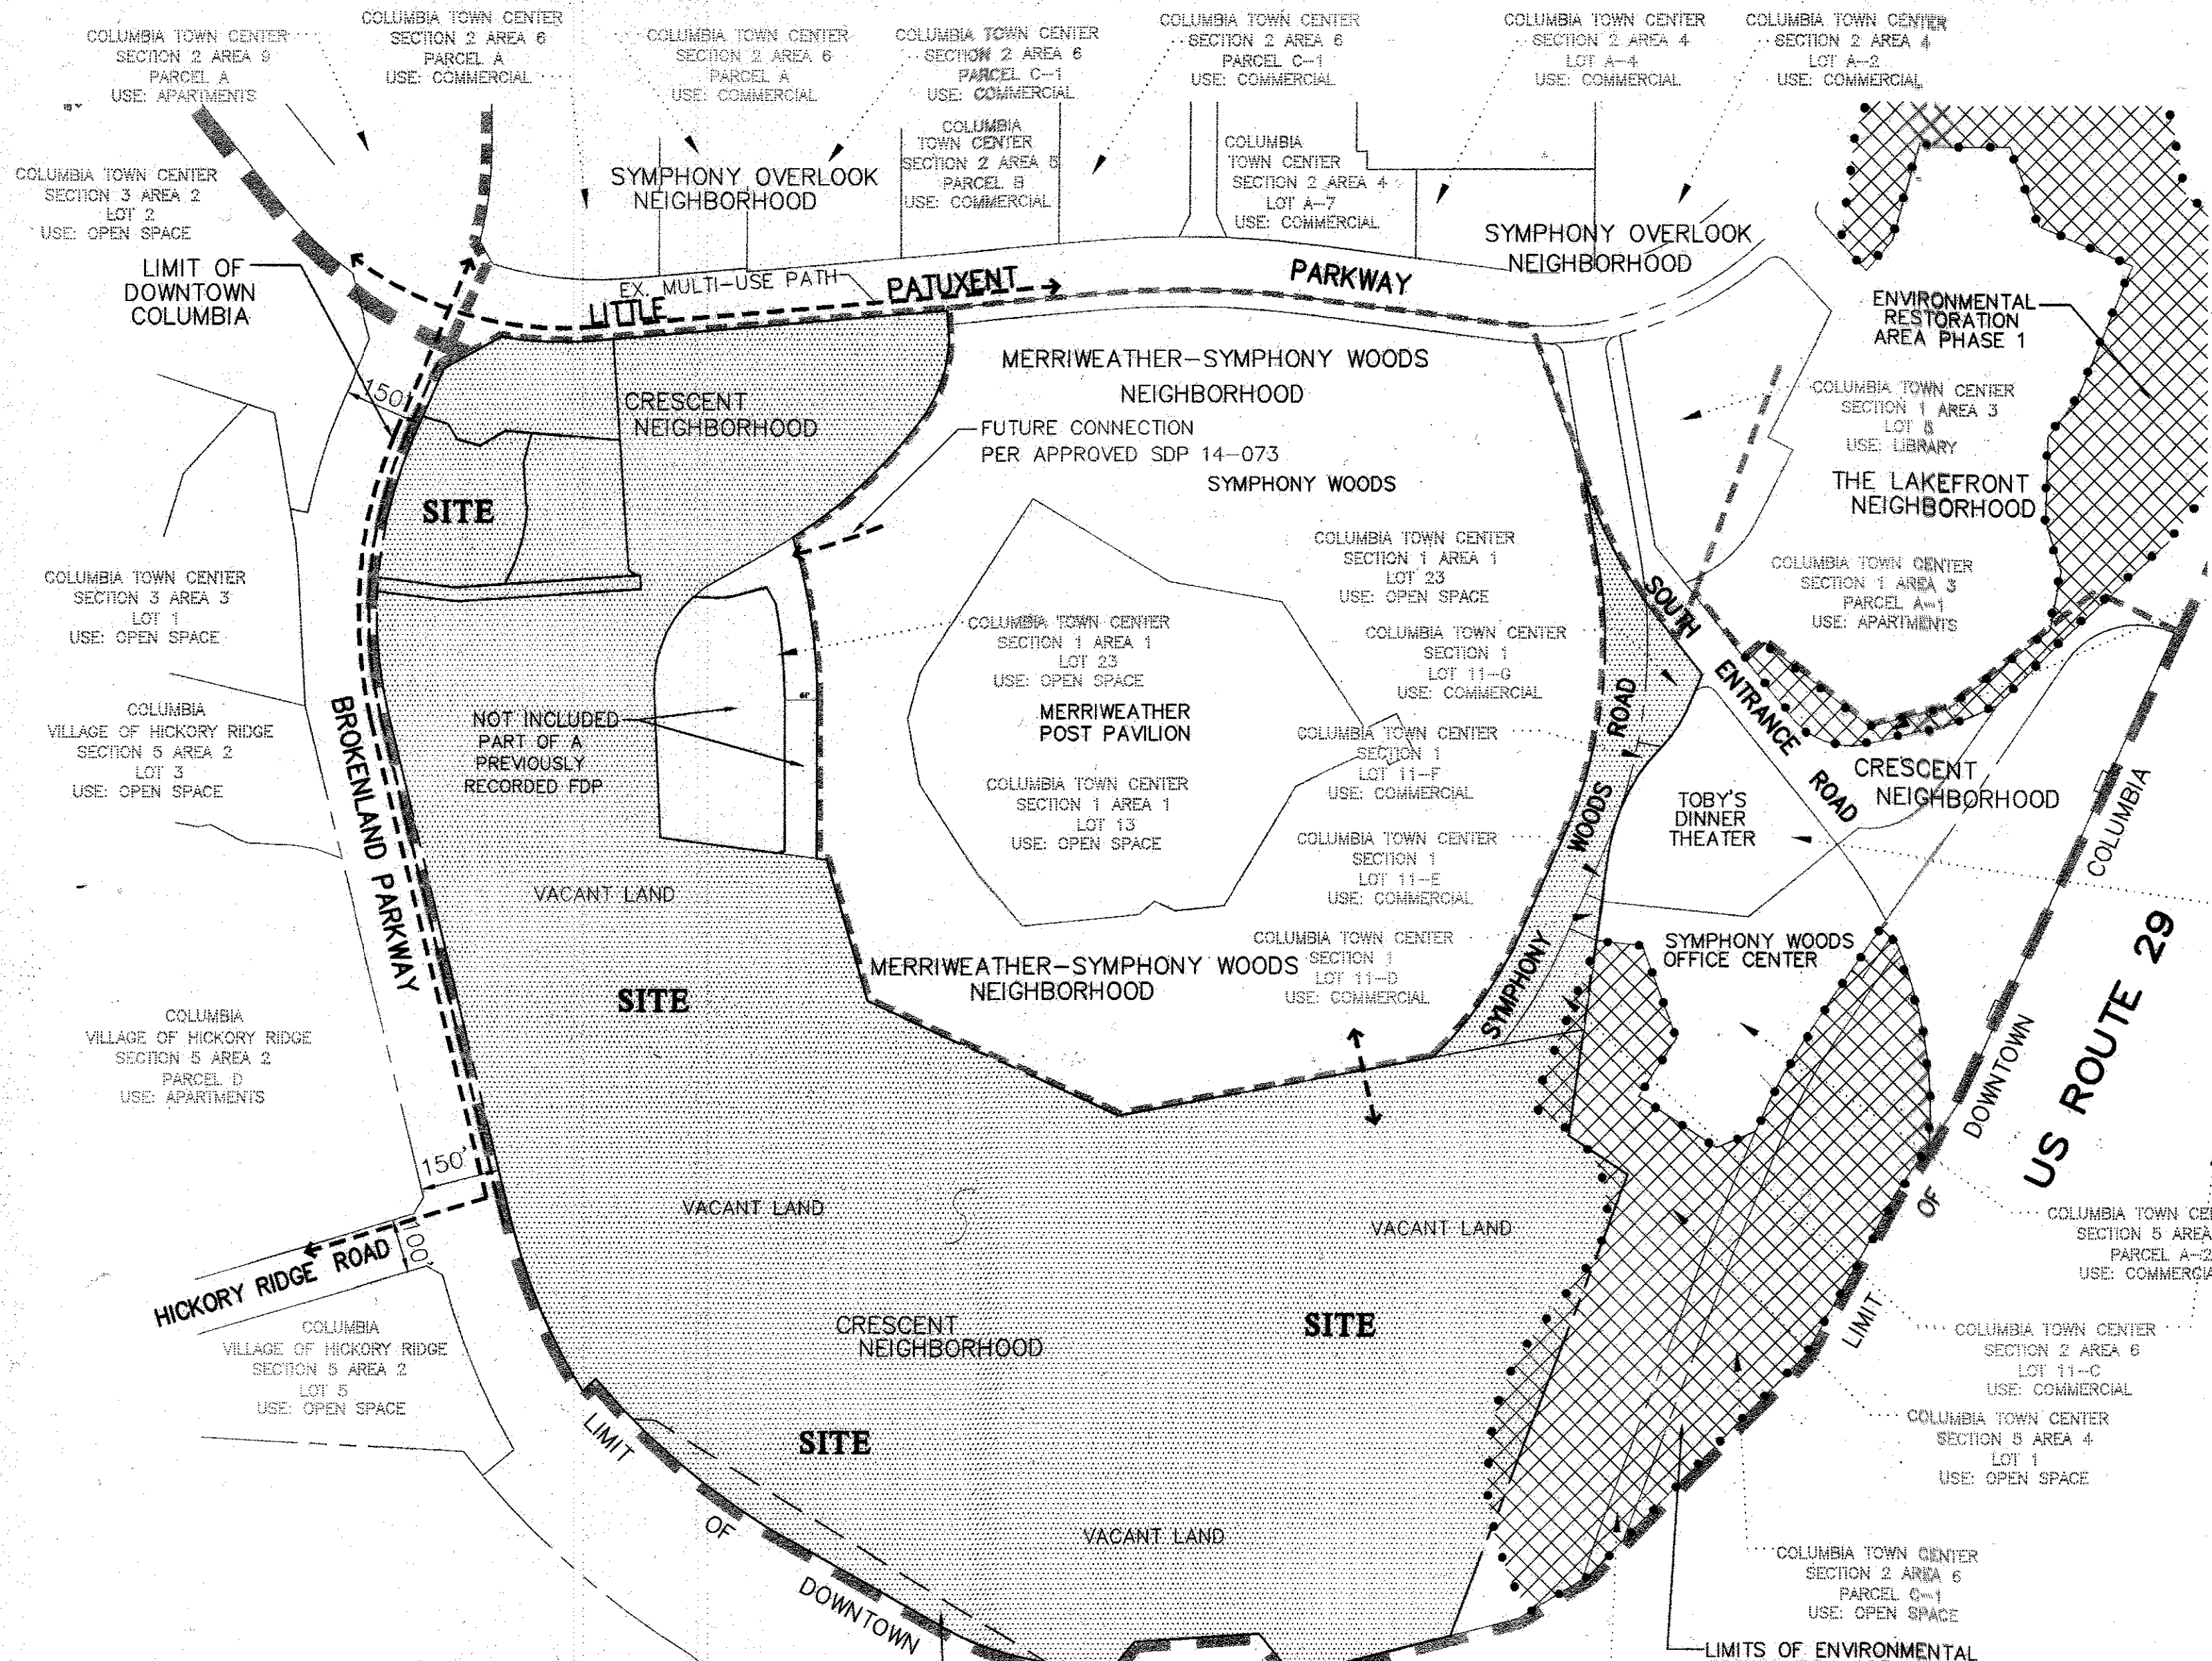 COLUMBIA TOWN CENTER
SECTION 2 AREA 9
PARCEL A
USE: APARTMENTS
COLUMBIA TOWN CENTER
SECTION 2 AREA 6
PARCEL A
USE: COMMERCIAL
COLUMBIA TOWN CENTER
SECTION 2 AREA 6
PARCEL A
USE: COMMERCIAL
COLUMBIA TOWN CENTER
SECTION 2 AREA 6
PARCEL C-1
USE: COMMERCIAL
COLUMBIA TOWN CENTER
SECTION 2 AREA 6
PARCEL C-1
USE: COMMERCIAL
COLUMBIA TOWN CENTER
SECTION 2 AREA 4
LOT A-4
USE: COMMERCIAL
COLUMBIA TOWN CENTER
SECTION 2 AREA 4
LOT A-2
USE: COMMERCIAL
COLUMBIA TOWN CENTER
SECTION 3 AREA 2
LOT 2
USE: OPEN SPACE
SYMPHONY OVERLOOK
NEIGHBORHOOD
COLUMBIA
TOWN CENTER
SECTION 2 AREA 5
PARCEL B
USE: COMMERCIAL
COLUMBIA
TOWN CENTER
SECTION 2 AREA 4
LOT A-7
USE: COMMERCIAL
SYMPHONY OVERLOOK
NEIGHBORHOOD
LIMIT OF
DOWNTOWN
COLUMBIA
EX. MULTI-USE PATH
LITTLE PATUXENT PARKWAY
ENVIRONMENTAL
RESTORATION
AREA PHASE 1
150'
CRESCENT
NEIGHBORHOOD
MERRIWEATHER-SYMPHONY WOODS
NEIGHBORHOOD
FUTURE CONNECTION
PER APPROVED SDP 14-073
SYMPHONY WOODS
COLUMBIA TOWN CENTER
SECTION 1 AREA 3
LOT 8
USE: LIBRARY
THE LAKEFRONT
NEIGHBORHOOD
SITE
COLUMBIA TOWN CENTER
SECTION 3 AREA 3
LOT 1
USE: OPEN SPACE
COLUMBIA TOWN CENTER
SECTION 1 AREA 1
LOT 23
USE: OPEN SPACE
COLUMBIA TOWN CENTER
SECTION 1 AREA 3
PARCEL A-1
USE: APARTMENTS
COLUMBIA TOWN CENTER
SECTION 1 AREA 1
LOT 23
USE: OPEN SPACE
COLUMBIA TOWN CENTER
SECTION 1
LOT 11-G
USE: COMMERCIAL
SOUTH ENTRANCE ROAD
COLUMBIA
VILLAGE OF HICKORY RIDGE
SECTION 5 AREA 2
LOT 3
USE: OPEN SPACE
BROKENLAND PARKWAY
NOT INCLUDED
PART OF A
PREVIOUSLY
RECORDED FDP
MERRIWEATHER
POST PAVILION
COLUMBIA TOWN CENTER
SECTION 1
LOT 11-F
USE: COMMERCIAL
COLUMBIA TOWN CENTER
SECTION 1 AREA 1
LOT 13
USE: OPEN SPACE
SYMPHONY WOODS ROAD
TOBY'S
DINNER
THEATER
CRESCENT
NEIGHBORHOOD
COLUMBIA TOWN CENTER
SECTION 1
LOT 11-E
USE: COMMERCIAL
VACANT LAND
COLUMBIA TOWN CENTER
SECTION 1
LOT 11-D
USE: COMMERCIAL
MERRIWEATHER-SYMPHONY WOODS
NEIGHBORHOOD
SITE
SYMPHONY WOODS
OFFICE CENTER
LIMIT OF DOWNTOWN COLUMBIA
US ROUTE 29
COLUMBIA
VILLAGE OF HICKORY RIDGE
SECTION 5 AREA 2
PARCEL D
USE: APARTMENTS
150'
100'
HICKORY RIDGE ROAD
VACANT LAND
VACANT LAND
COLUMBIA TOWN CE
SECTION 5 AREA
PARCEL A-2
USE: COMMERCIA
COLUMBIA
VILLAGE OF HICKORY RIDGE
SECTION 5 AREA 2
LOT 5
USE: OPEN SPACE
CRESCENT
NEIGHBORHOOD
SITE
COLUMBIA TOWN CENTER
SECTION 2 AREA 6
LOT 11-C
USE: COMMERCIAL
SITE
COLUMBIA TOWN CENTER
SECTION 5 AREA 4
LOT 1
USE: OPEN SPACE
LIMIT OF DOWNTOWN
VACANT LAND
COLUMBIA TOWN CENTER
SECTION 2 AREA 6
PARCEL C-1
USE: OPEN SPACE
LIMITS OF ENVIRONMENTAL